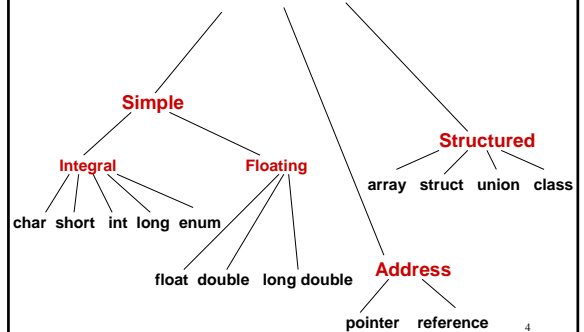 Simple
Structured
Integral Floating
array struct union class
char short int long enum
Address
float double long double
pointer reference
4